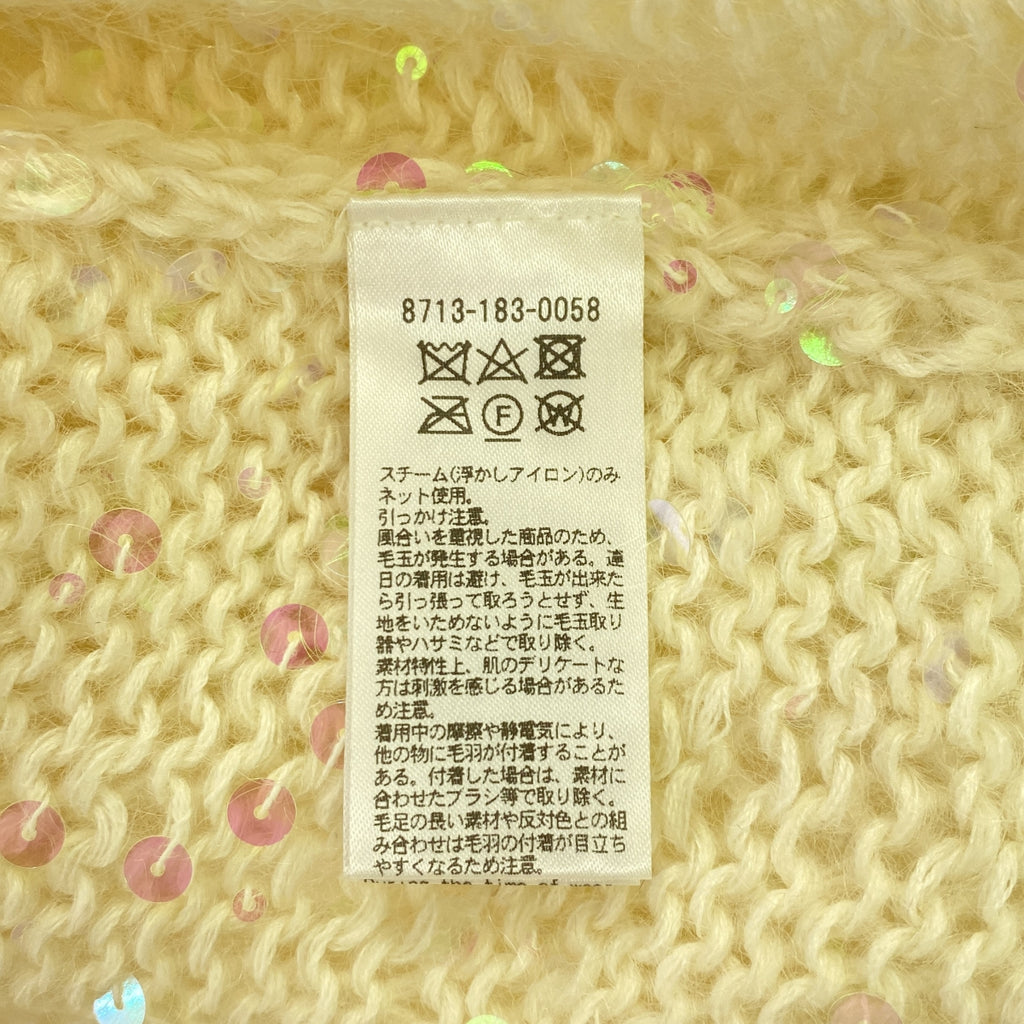 8713-183-0058
F
W
スチーム(浮かしアイロン)のみ
ネット使用。
引っかけ注意。
風合いを重視した商品のため、
毛玉が発生する場合がある。連
日の着用は避け、毛玉が出来た
ら引っ張って取ろうとせず、生
地をいためないように毛玉取り
器やハサミなどで取り除く。
素材特性上、肌のデリケートな
方は刺激を感じる場合があるた
め注意。
着用中の摩擦や静電気により、
他の物に毛羽が付着することが
ある。付着した場合は、素材に
合わせたブラシ等で取り除く。
毛足の長い素材や反対色との組
み合わせは毛羽の付着が目立ち
やすくなるため注意。
During the time of wear